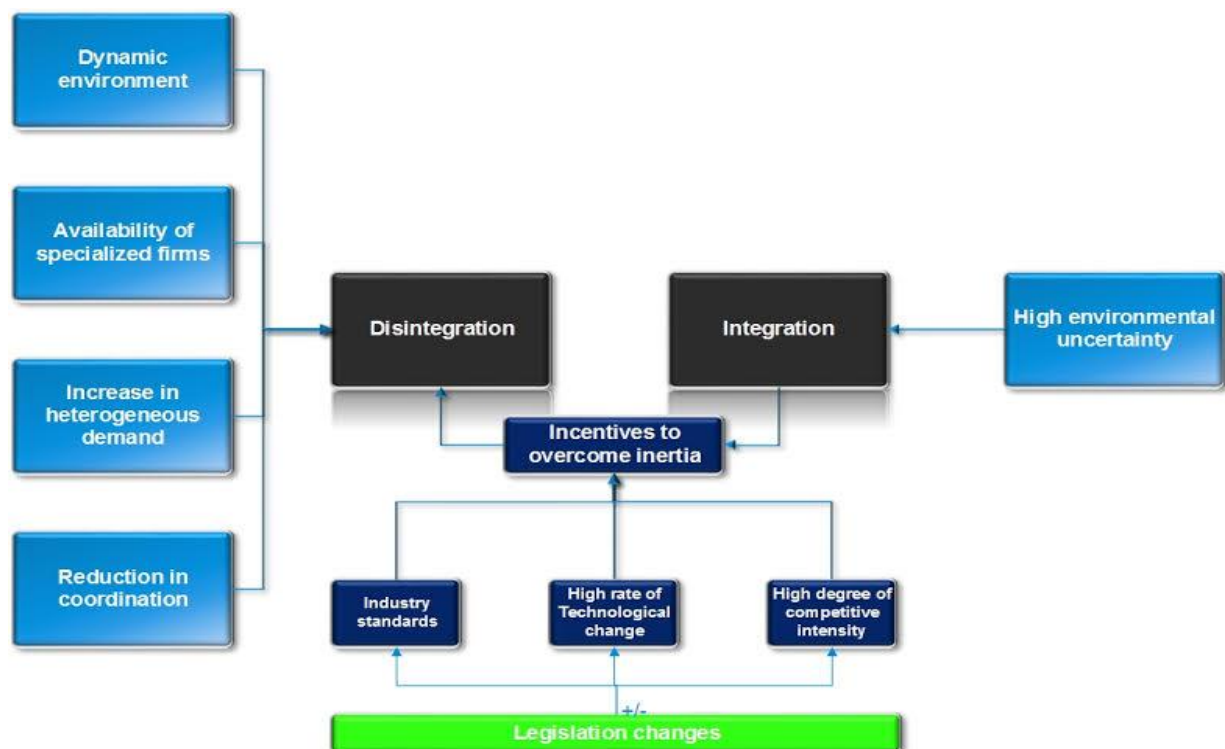 Dynamic
environment
Availability of
specialized firms
Increase in
heterogeneous
demand
Reduction in
coordination
Disintegration
Integration
High environmental
uncertainty
Incentives to
overcome inertia
Industry
standards
High rate of
Technological
change
High degree of
competitive
intensity
+/-
Legislation changes